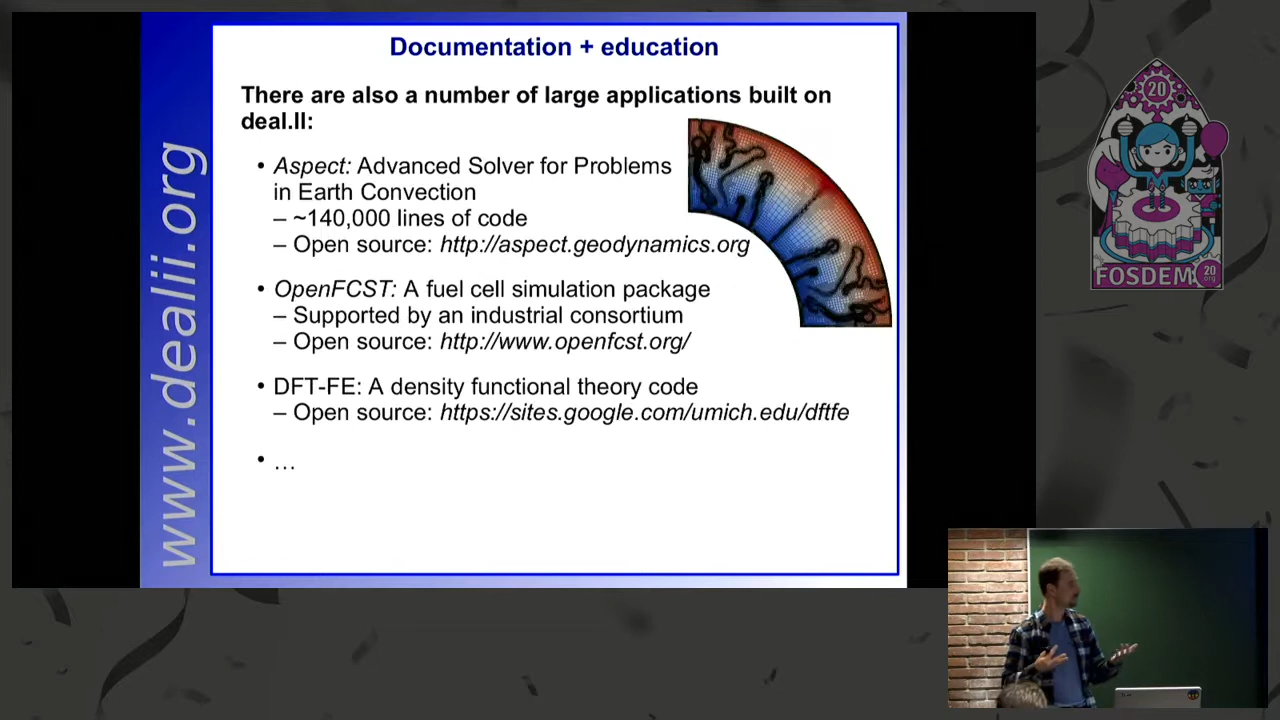 Documentation + education
There are also a number of large applications built on
deal.II:
• Aspect: Advanced Solver for Problems
in Earth Convection
– ~140,000 lines of code
– Open source: http://aspect.geodynamics.org
• OpenFCST: A fuel cell simulation package
– Supported by an industrial consortium
– Open source: http://www.openfcst.org/
• DFT-FE: A density functional theory code
– Open source: https://sites.google.com/umich.edu/dftfe
• …
www.dealii.org
20
FOSDEM
20
.org